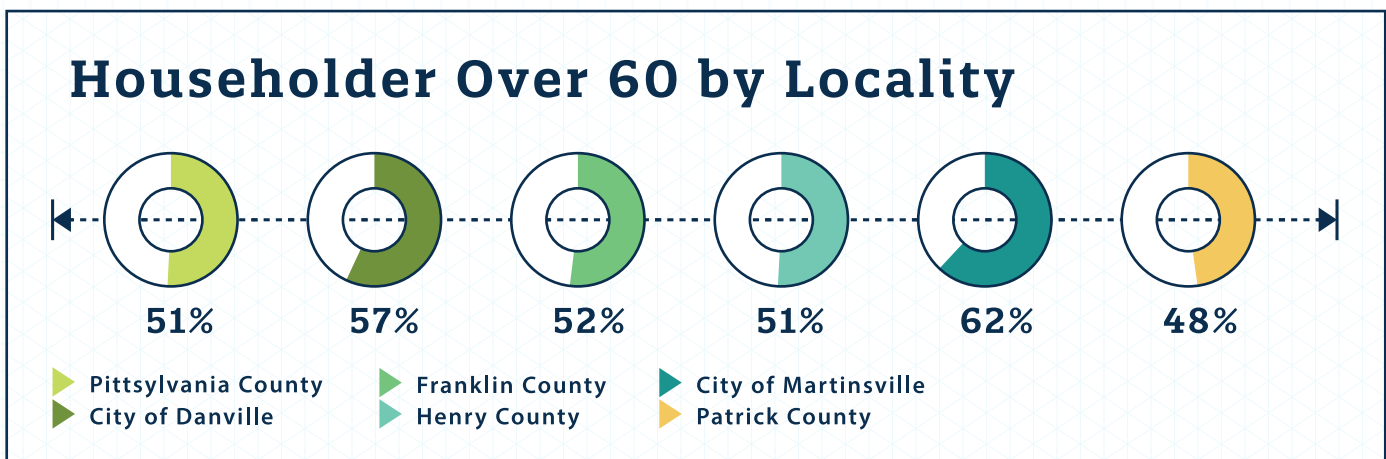 Householder Over 60 by Locality
51% 57% 52% 51% 62% 48%
Pittsylvania County Franklin County City of Martinsville
City of Danville Henry County Patrick County